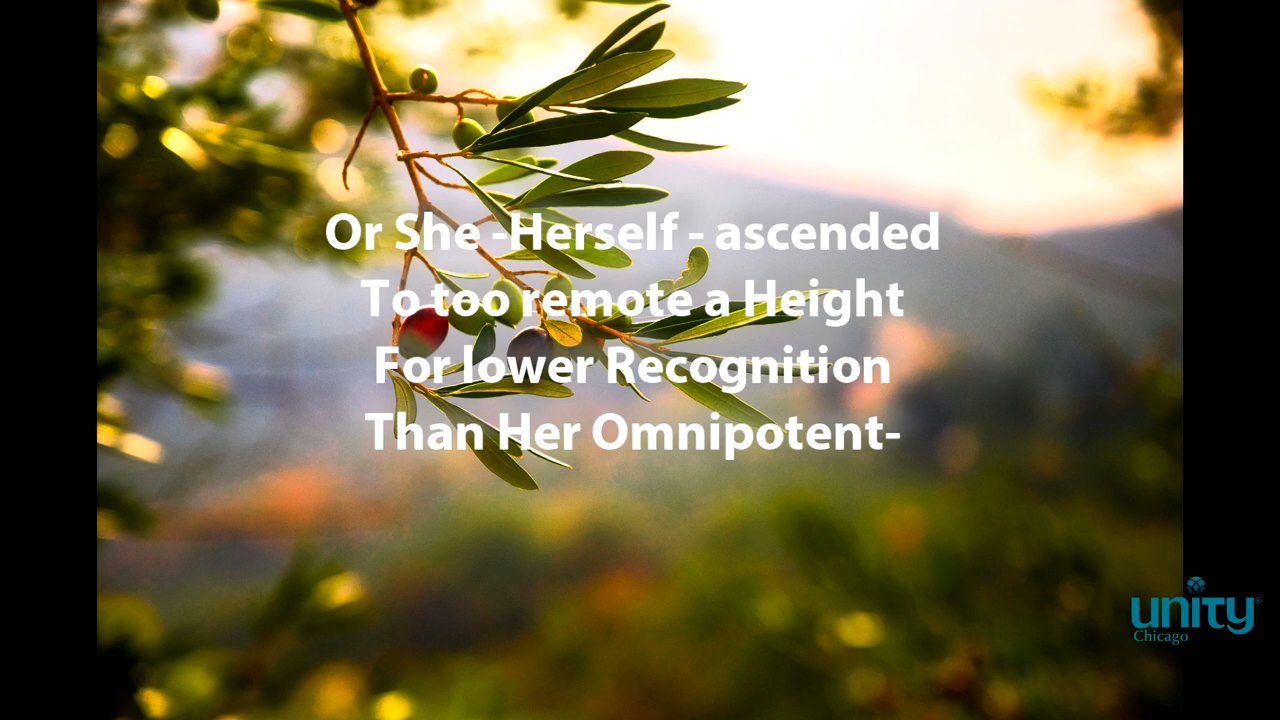 Or She -Herself - ascended
To too remote a Height
For lower Recognition
Than Her Omnipotent-
unity®
Chicago